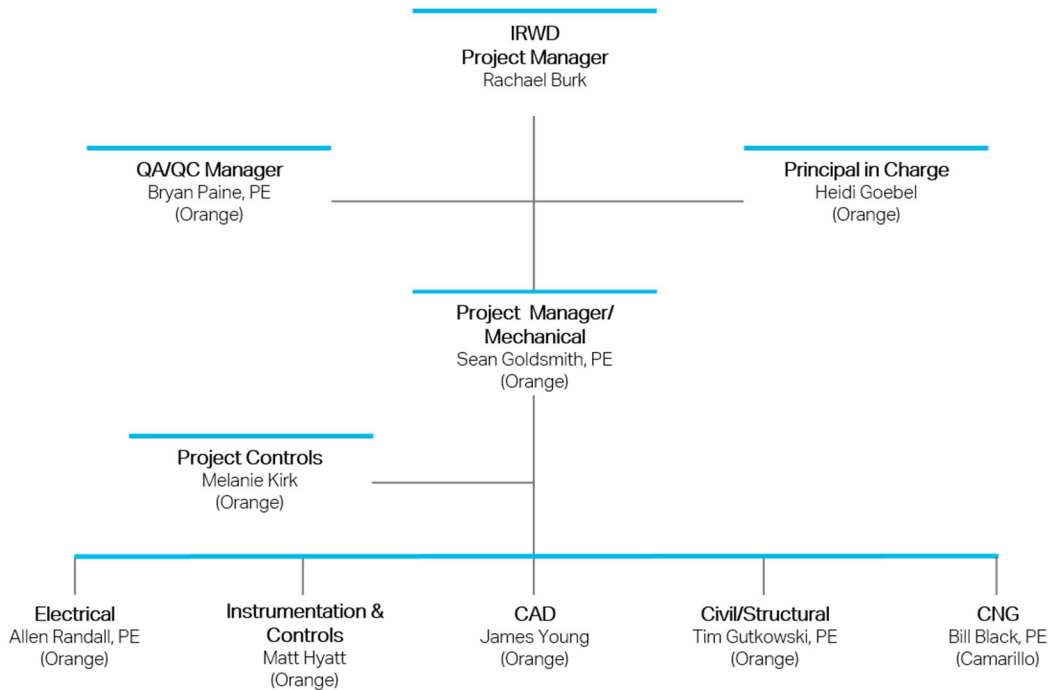 IRWD
Project Manager
Rachael Burk
QA/QC Manager
Bryan Paine, PE
(Orange)
Principal in Charge
Heidi Goebel
(Orange)
Project Manager/
Mechanical
Sean Goldsmith, PE
(Orange)
Project Controls
Melanie Kirk
(Orange)
Electrical
Allen Randall, PE
(Orange)
Instrumentation &
Controls
Matt Hyatt
(Orange)
CAD
James Young
(Orange)
Civil/Structural
Tim Gutkowski, PE
(Orange)
CNG
Bill Black, PE
(Camarillo)